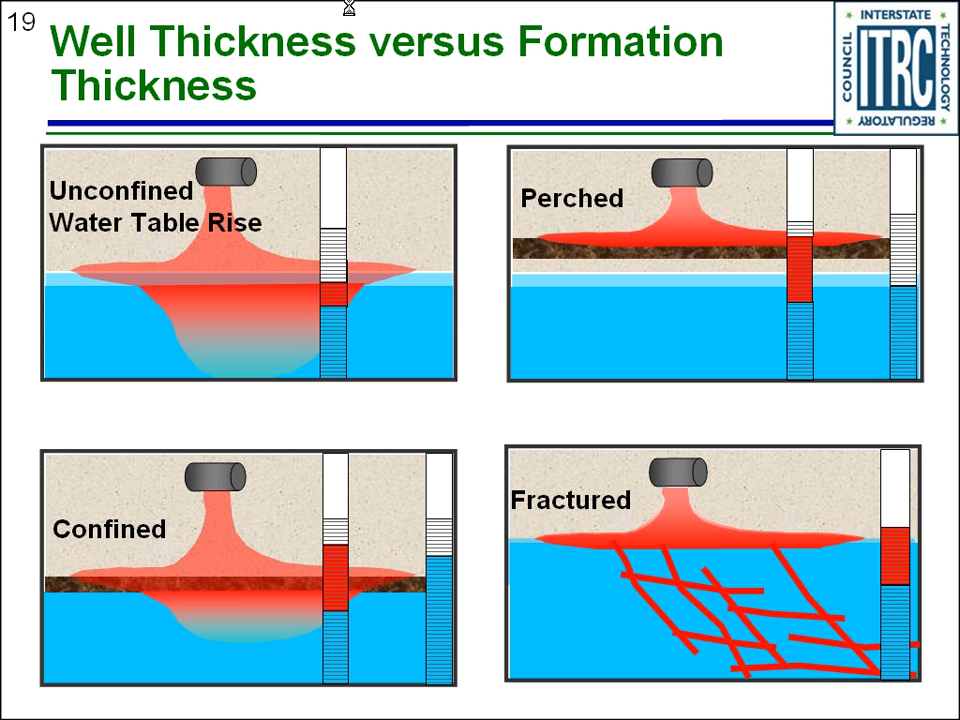 19
Well Thickness versus Formation
Thickness
INTERSTATE
COUNCIL
ITRC
TECHNOLOGY
REGULATORY
Unconfined
Water Table Rise
Perched
Confined
Fractured